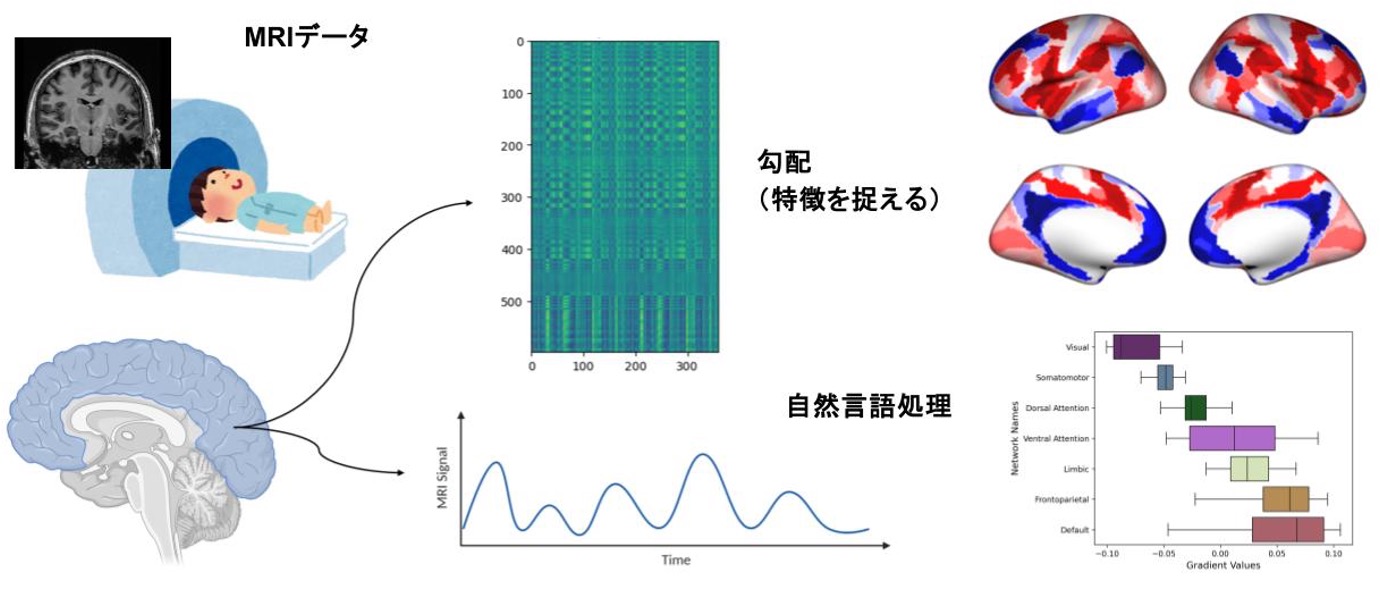 MRIデータ
0
100
200
300
400
500
0 100 200 300
勾配
（特徴を捉える）
自然言語処理
MRI Signal
Time
Network Names
Visual
Somatomotor
Dorsal Attention
Ventral Attention
Limbic
Frontoparietal
Default
−0.10 −0.05 0.00 0.05 0.10
Gradient Values